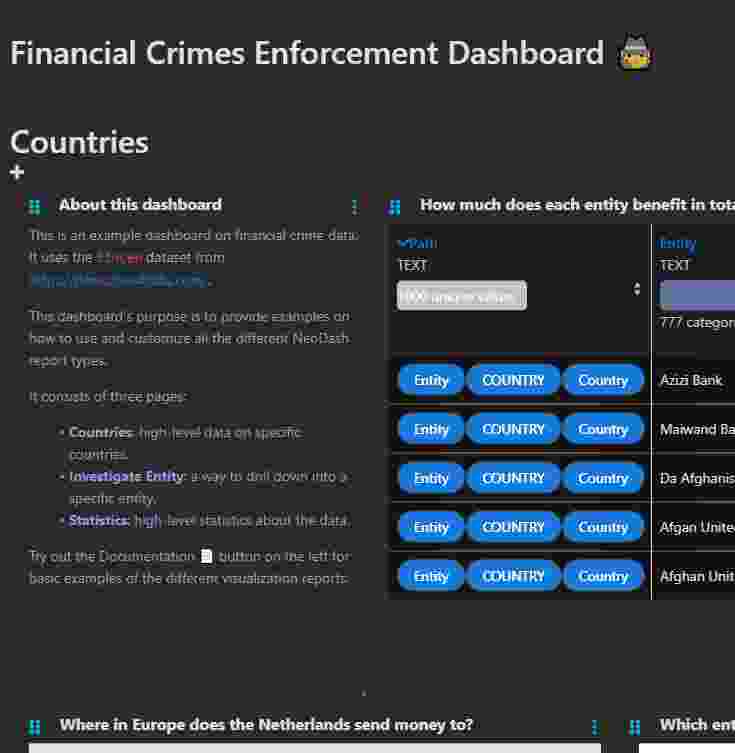 Financial Crimes Enforcement Dashboard
Countries
+
About this dashboard
This is an example dashboard on financial crime data.
It uses the fincen dataset from
This dashboard's purpose is to provide examples on
how to use and customize all the different NeoDash
report types.
It consists of three pages:
• Countries: high-level data on specific
countries.
• Investigate Entity: a way to drill down into a
specific entity.
• Statistics: high-level statistics about the data.
Try out the Documentation 📄 button on the left for
basic examples of the different visualization reports.
How much does each entity benefit in tota
Path
TEXT
1000 unique values
Entity
TEXT
777 categor
Entity COUNTRY Country Azizi Bank
Entity COUNTRY Country Maiwand Ba
Entity COUNTRY Country Da Afghanis
Entity COUNTRY Country Afgan Unite
Entity COUNTRY Country Afghan Unit
Where in Europe does the Netherlands send money to?
Which ent